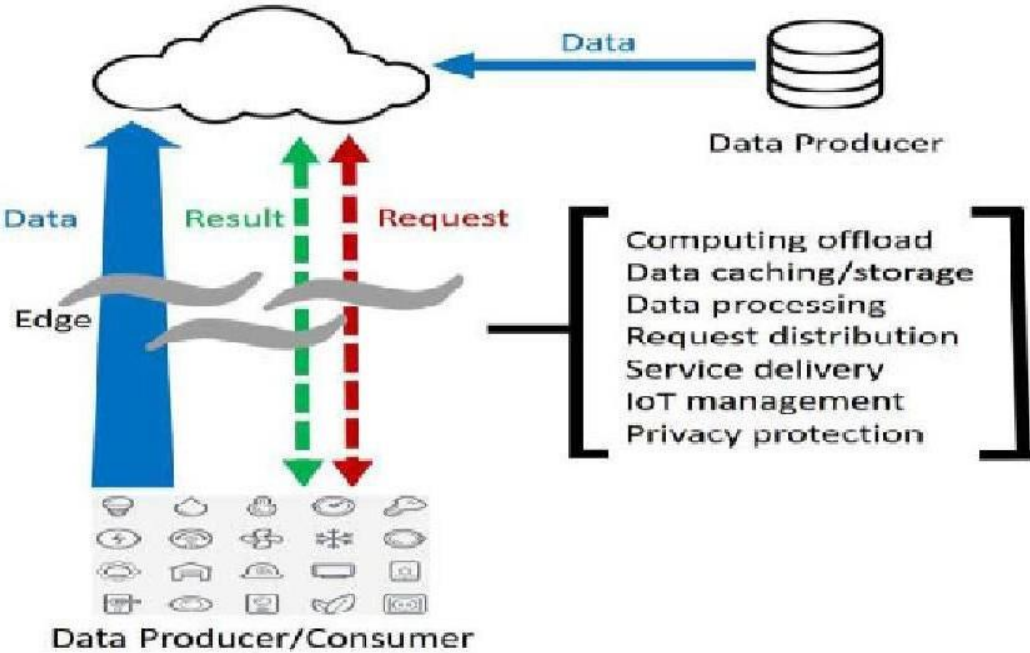 Data
Data Producer
Data
Result
Request
Edge
Computing offload
Data caching/storage
Data processing
Request distribution
Service delivery
IoT management
Privacy protection
Data Producer/Consumer